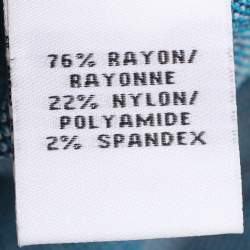 76% RAYON/
RAYONNE
22% NYLON/
POLYAMIDE
2% SPANDEX